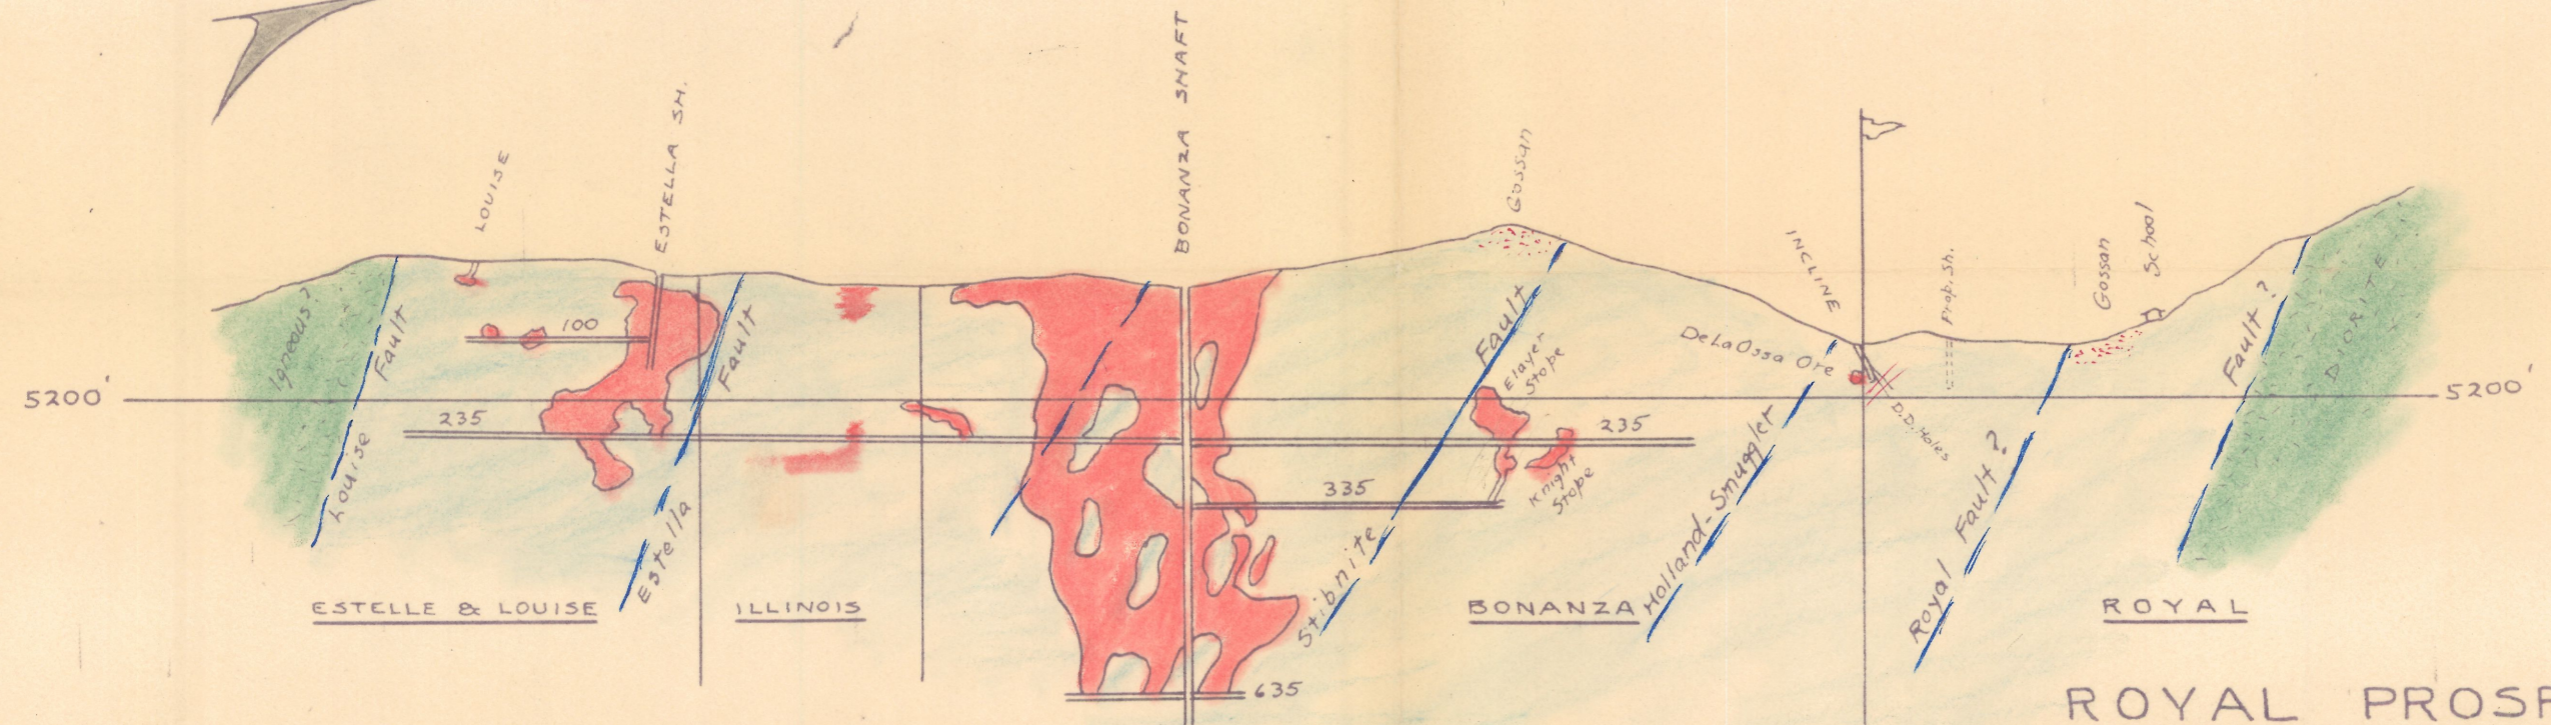 LOUISE
ESTELLA SH.
BONANZA SHAFT
Gossan
INCLINE
Prop. Sh.
Gossan
School
Igneous?
Louise Fault
100
Estella Fault
Stibnite Fault
Elayer
Stope
DeLaOssa Ore
D.D. Holes
Holland-Smuggler
Royal Fault?
Fault?
DIORITE
5200'
5200'
235
235
335
Knight
Stope
ESTELLE & LOUISE
ILLINOIS
BONANZA
ROYAL
635
ROYAL PROSP